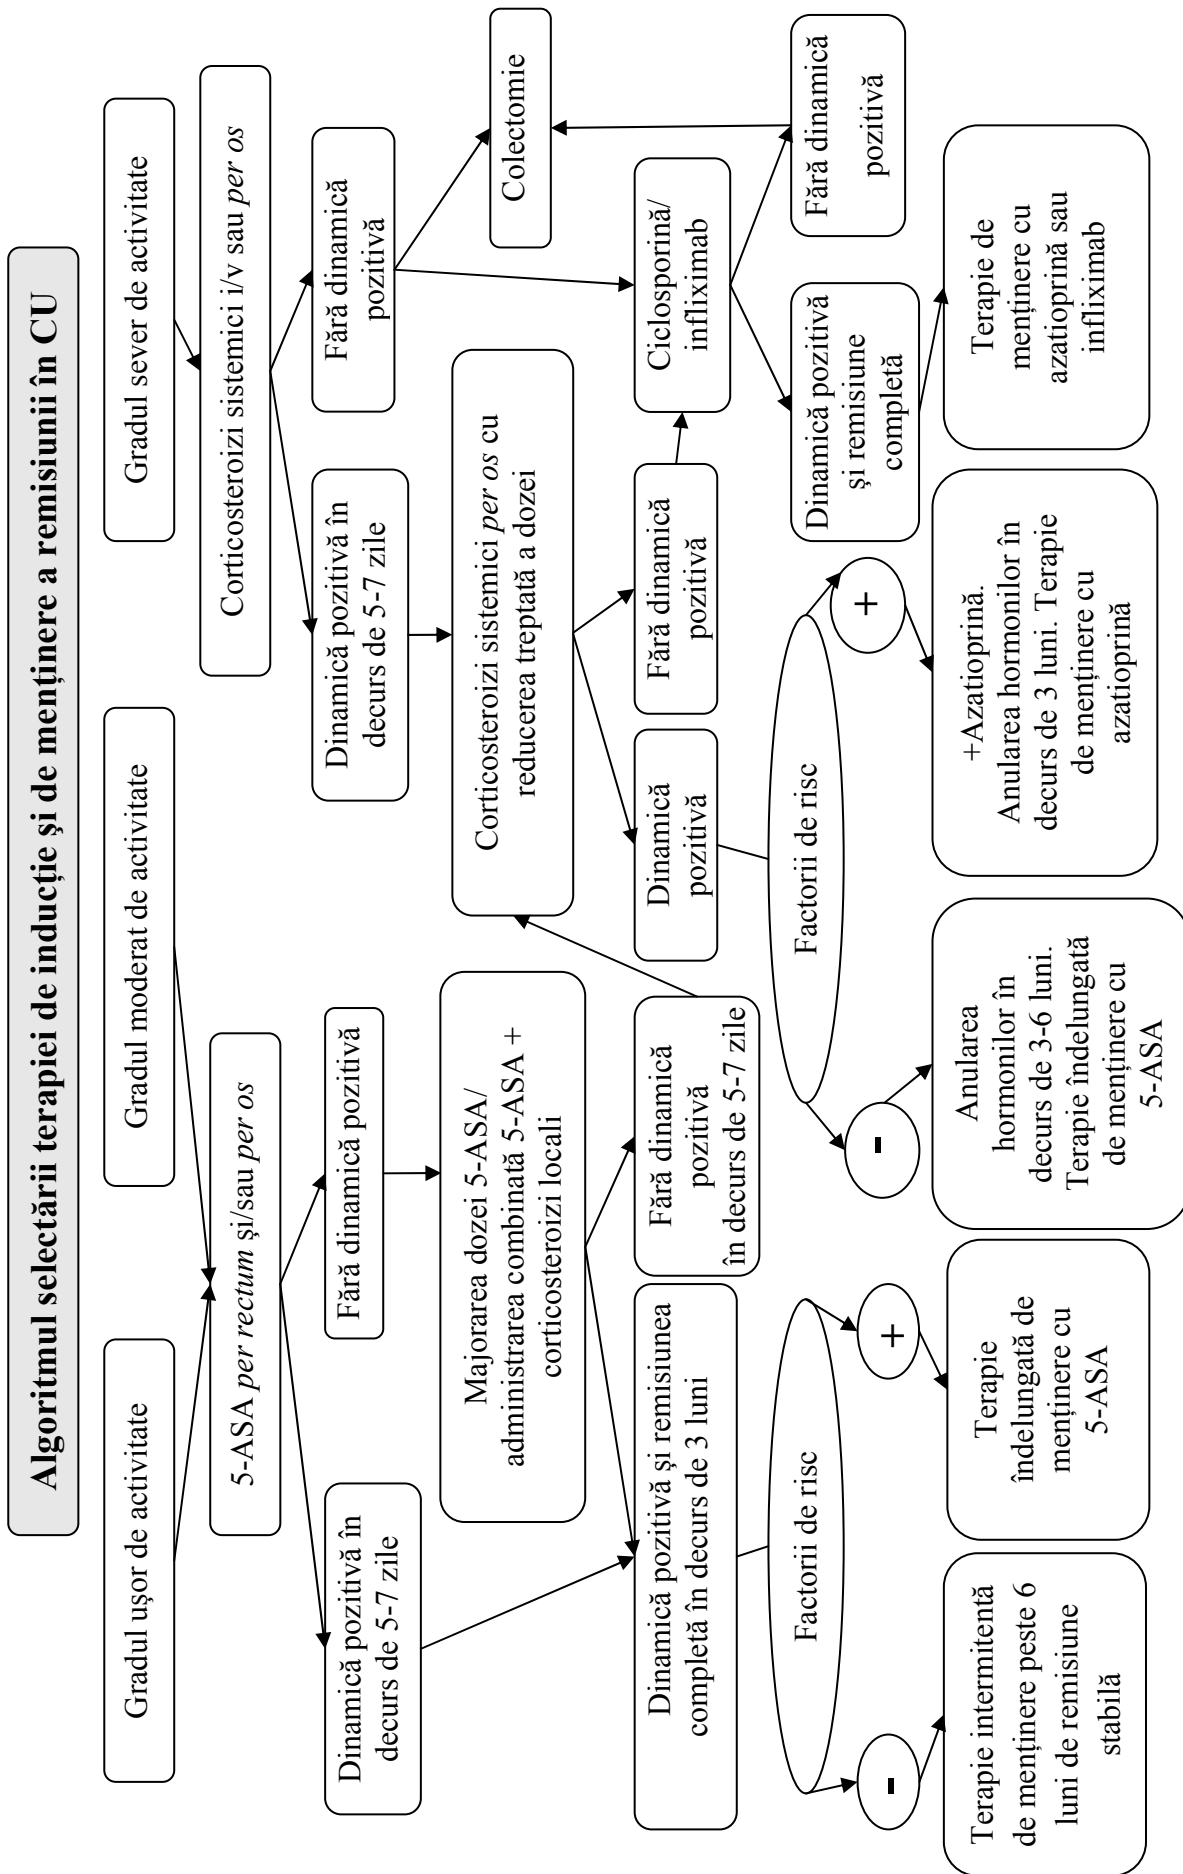 Algoritmul selectării terapiei de inducție și de menținere a remisiunii în CU
Gradul ușor de activitate
Gradul moderat de activitate
Gradul sever de activitate
5-ASA per rectum și/sau per os
Corticosteroizi sistemici i/v sau per os
Dinamică pozitivă în
decurs de 5-7 zile
Fără dinamică pozitivă
Dinamică pozitivă în
decurs de 5-7 zile
Fără dinamică
pozitivă
Majorarea dozei 5-ASA/
administrarea combinată 5-ASA +
corticosteroizi locali
Corticosteroizi sistemici per os cu
reducerea treptată a dozei
Colectomie
Dinamică pozitivă și remisiunea
completă în decurs de 3 luni
Fără dinamică
pozitivă
în decurs de 5-7 zile
Dinamică
pozitivă
Fără dinamică
pozitivă
Ciclosporină/
infliximab
Factorii de risc
Factorii de risc
Dinamică pozitivă
și remisiune
completă
Fără dinamică
pozitivă
-
+
-
+
Terapie intermitentă
de menținere peste 6
luni de remisiune
stabilă
Terapie
îndelungată de
menținere cu
5-ASA
Anularea
hormonilor în
decurs de 3-6 luni.
Terapie îndelungată
de menținere cu
5-ASA
+Azatioprină.
Anularea hormonilor în
decurs de 3 luni. Terapie
de menținere cu
azatioprină
Terapie de
menținere cu
azatioprină sau
infliximab